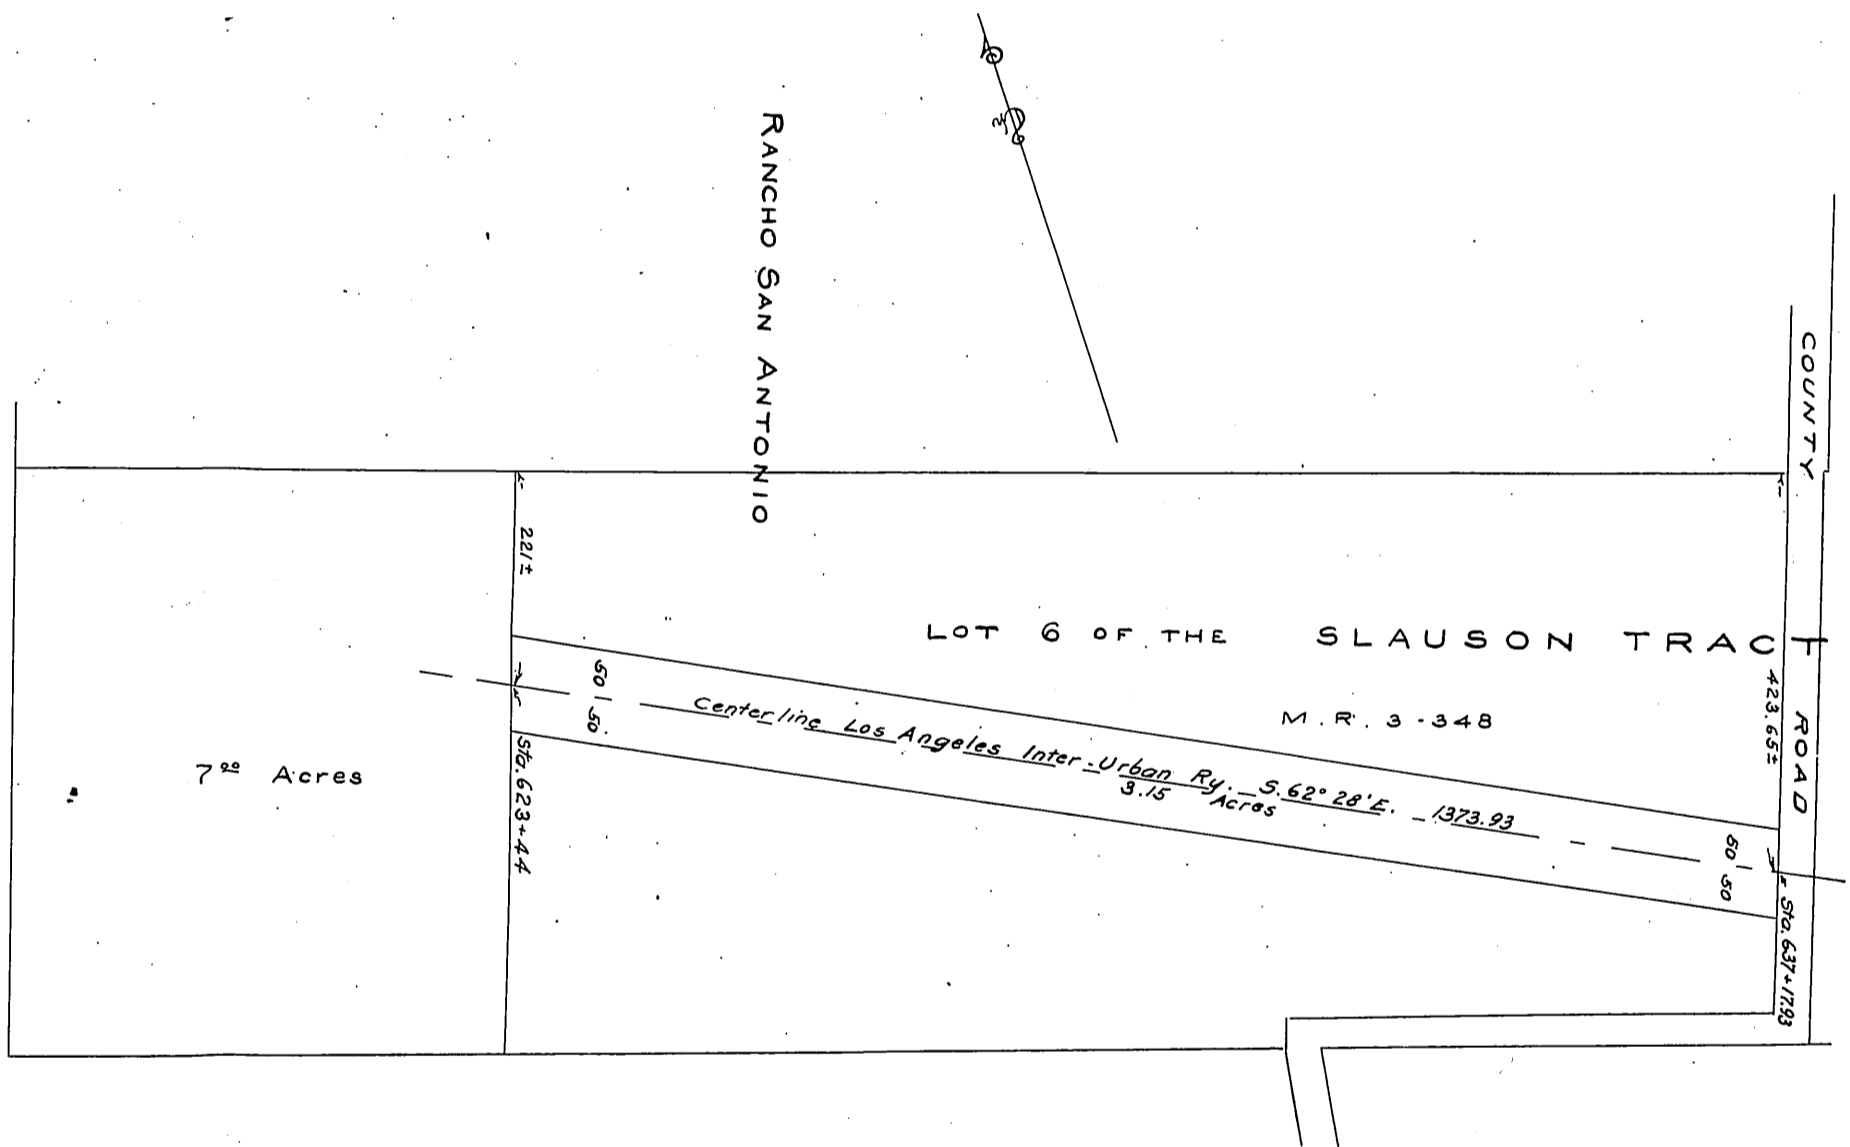 RANCHO SAN ANTONIO
COUNTY ROAD
221±
LOT 6 OF THE SLAUSON TRACT
M.R. 3-348
423.65±
50 | 50
Centerline Los Angeles Inter-Urban Ry. S. 62° 28' E. 1373.93
3.15 Acres
50 | 50
7 20 Acres
Sta. 623+44
Sta. 637+17.93